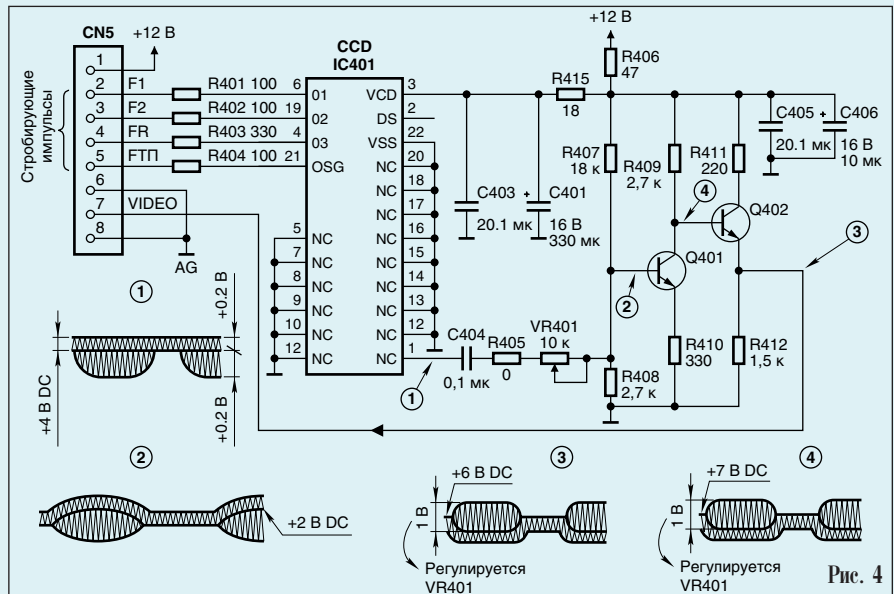 CN5
+12 В
Стробирующие
импульсы
1
2
3
4
5
6
7
8
F1
F2
FR
FТП
VIDEO
AG
R401 100
R402 100
R403 330
R404 100
CCD
IC401
6
19
4
21
01
02
03
OSG
5
7
8
9
10
12
NC
NC
NC
NC
NC
NC
VCD
DS
VSS
NC
NC
NC
NC
NC
NC
NC
NC
NC
3
2
22
20
18
17
16
15
14
13
12
1
R415
18
+12 В
R406
47
C403
20.1 мк
+
C401
16 В
330 мк
R407
18 к
R409
2,7 к
R411
220
C405
20.1 мк
+
C406
16 В
10 мк
4
Q402
Q401
2
3
C404
0,1 мк
R405
0
VR401
10 к
1
R408
2,7 к
R410
330
R412
1,5 к
1
+4 В DC
+0.2 В
+0.2 В
2
+2 В DC
3
+6 В DC
1 В
Регулируется
VR401
4
+7 В DC
1 В
Регулируется
VR401
Рис. 4